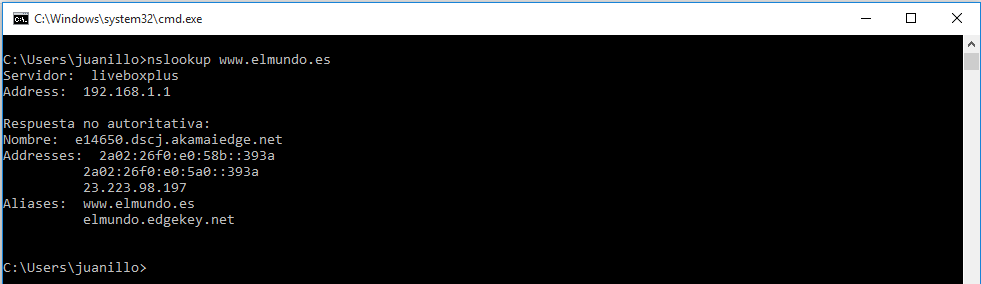 C:\Windows\system32\cmd.exe
C:\Users\juanillo>nslookup www.elmundo.es
Servidor:  liveboxplus
Address:  192.168.1.1
Respuesta no autoritativa:
Nombre:  e14650.dscj.akamaiedge.net
Addresses:  2a02:26f0:e0:58b::393a
2a02:26f0:e0:5a0::393a
23.223.98.197
Aliases:  www.elmundo.es
elmundo.edgekey.net
C:\Users\juanillo>